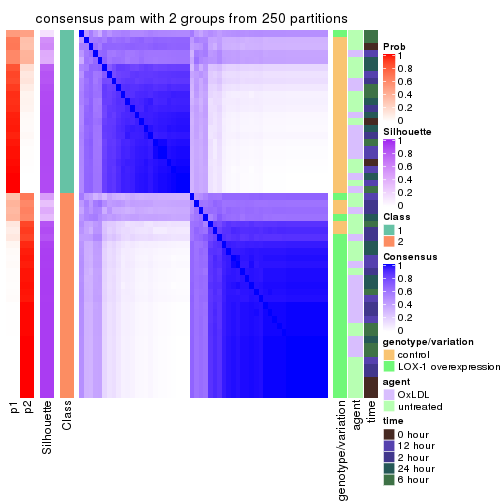 consensus pam with 2 groups from 250 partitions
Prob
1
0.8
0.6
0.4
0.2
0
Silhouette
1
0.8
0.6
0.4
0.2
0
Class
1
2
Consensus
1
0.8
0.6
0.4
0.2
0
genotype/variation
control
LOX-1 overexpression
agent
OxLDL
untreated
time
0 hour
12 hour
2 hour
24 hour
6 hour
p1
p2
Silhouette
Class
genotype/variation
agent
time